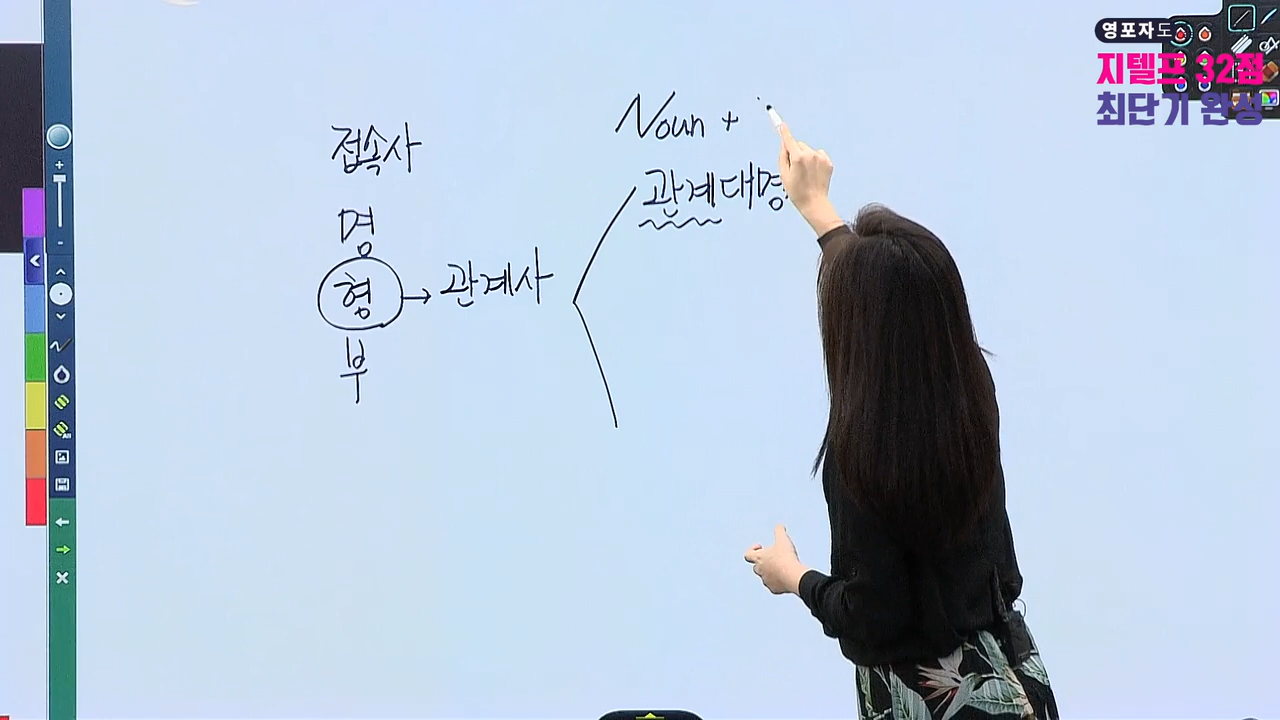 영포자도
지텔프 32점
최단기 완성
Noun +
접속사
관계대명
명
형 → 관계사
부